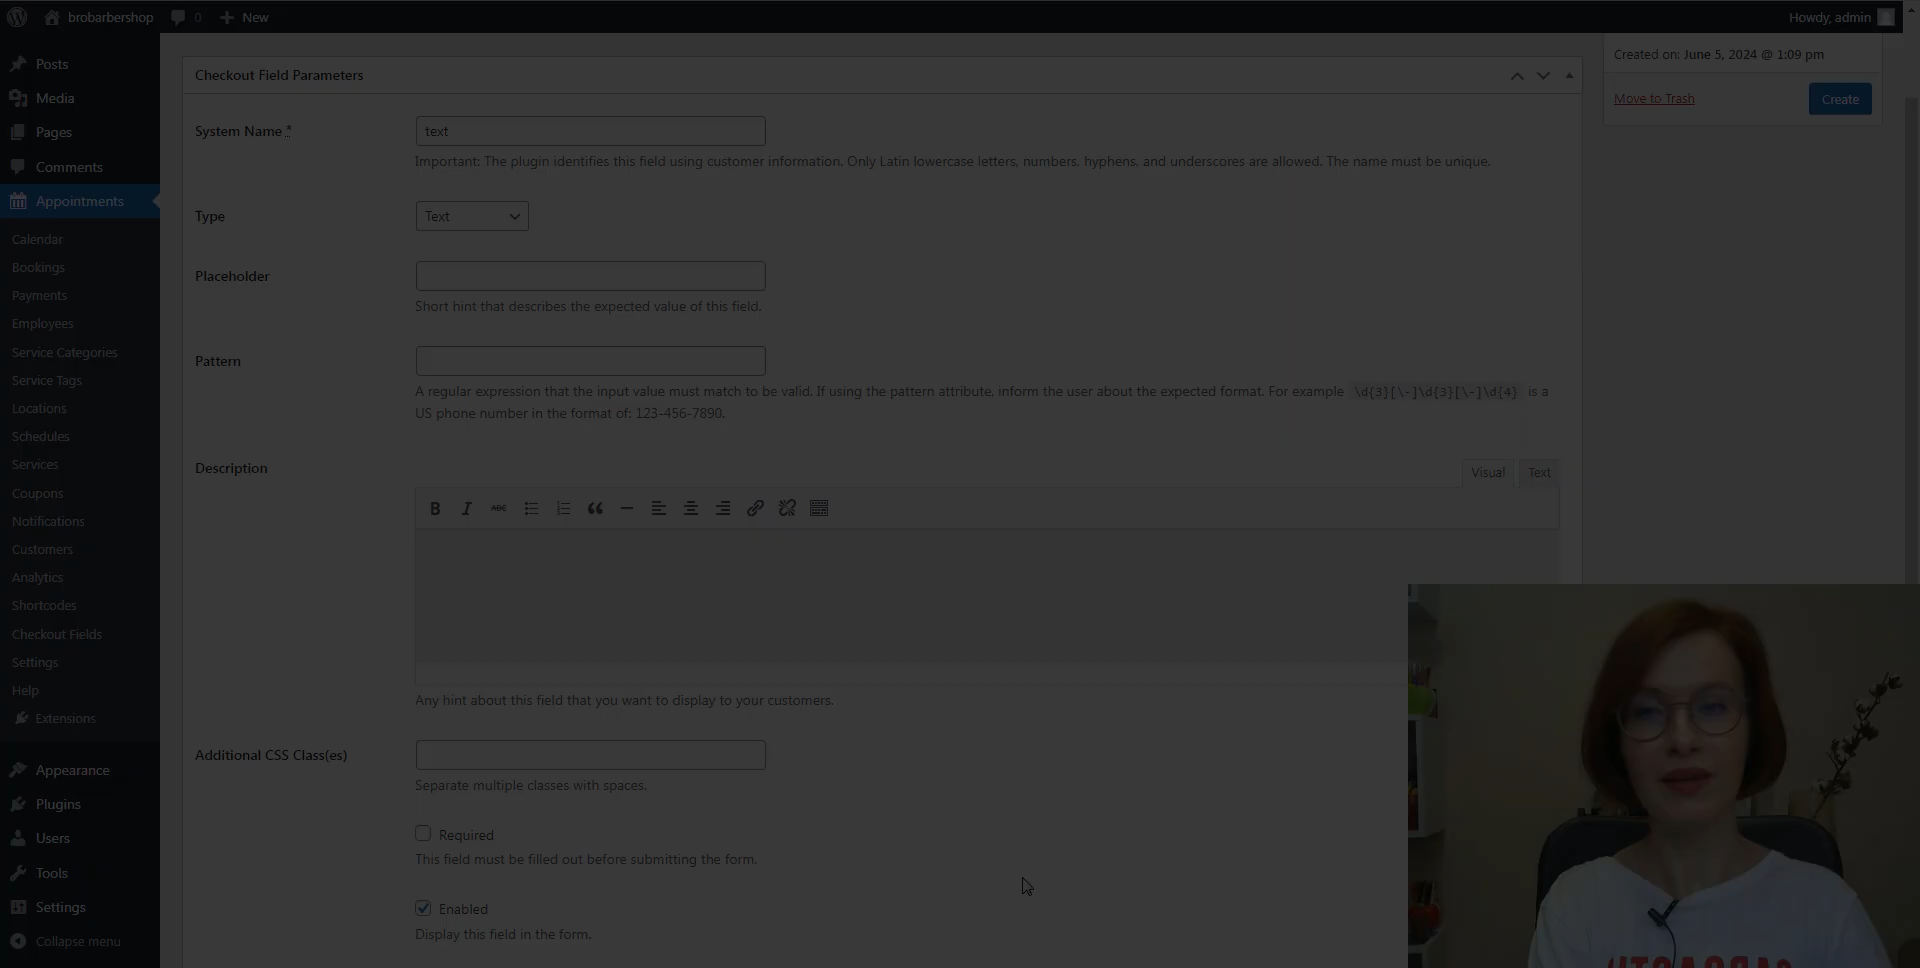 brobarbershop
0
New
Howdy, admin
Posts
Media
Pages
Comments
Appointments
Calendar
Bookings
Payments
Employees
Service Categories
Service Tags
Locations
Schedules
Services
Coupons
Notifications
Customers
Analytics
Shortcodes
Checkout Fields
Settings
Help
Extensions
Appearance
Plugins
Users
Tools
Settings
Collapse menu
Checkout Field Parameters
System Name *
text
Important: The plugin identifies this field using customer information. Only Latin lowercase letters, numbers, hyphens, and underscores are allowed. The name must be unique.
Type
Text
Placeholder
Short hint that describes the expected value of this field.
Pattern
A regular expression that the input value must match to be valid. If using the pattern attribute, inform the user about the expected format. For example \d{3}[\-]\d{3}[\-]\d{4} is a
US phone number in the format of: 123-456-7890.
Description
Visual
Text
B I ABC
Any hint about this field that you want to display to your customers.
Additional CSS Class(es)
Separate multiple classes with spaces.
Required
This field must be filled out before submitting the form.
Enabled
Display this field in the form.
Created on: June 5, 2024 @ 1:09 pm
Move to Trash
Create